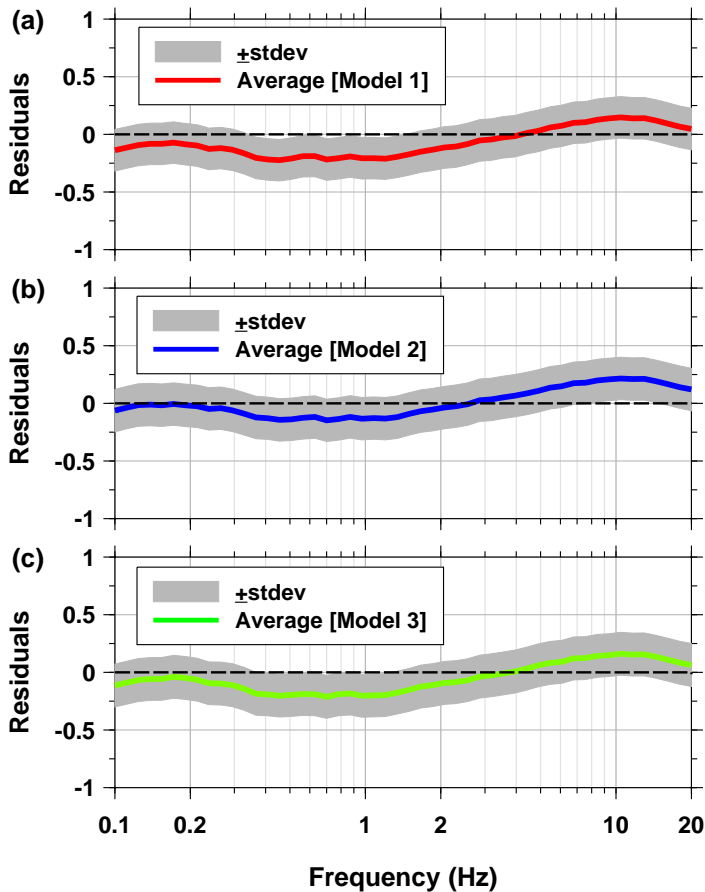 (a)
1
0.5
0
-0.5
-1
Residuals
±stdev
Average [Model 1]
(b)
1
0.5
0
-0.5
-1
Residuals
±stdev
Average [Model 2]
(c)
1
0.5
0
-0.5
-1
Residuals
±stdev
Average [Model 3]
0.1 0.2 1 2 10 20
Frequency (Hz)